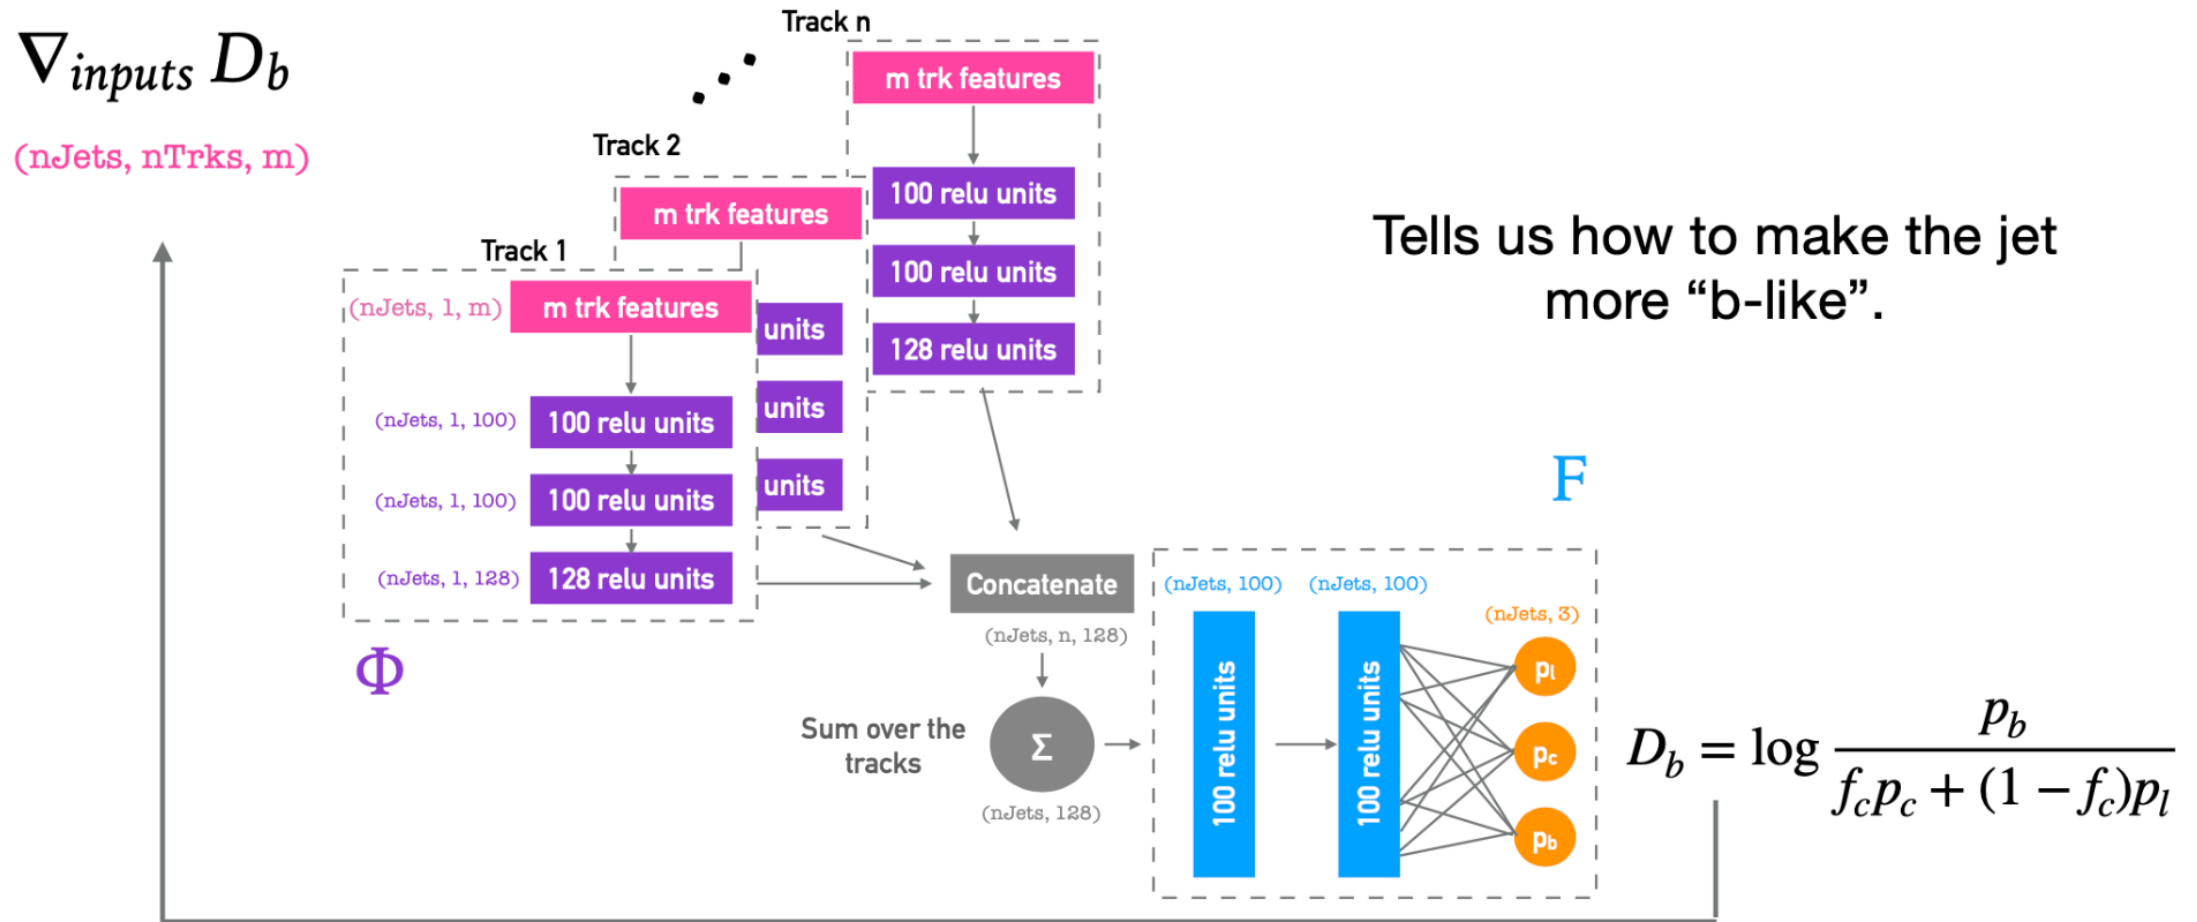 ∇inputs Db
(nJets, nTrks, m)
Track n
m trk features
100 relu units
100 relu units
128 relu units
Track 2
m trk features
units
units
units
Track 1
(nJets, 1, m)
m trk features
(nJets, 1, 100)
100 relu units
(nJets, 1, 100)
100 relu units
(nJets, 1, 128)
128 relu units
Φ
Tells us how to make the jet
more “b-like”.
F
Concatenate
(nJets, n, 128)
Sum over the
tracks
Σ
(nJets, 128)
(nJets, 100)
(nJets, 100)
(nJets, 3)
100 relu units
100 relu units
pl
pc
pb
Db = log pb / fcpc + (1 − fc)pl